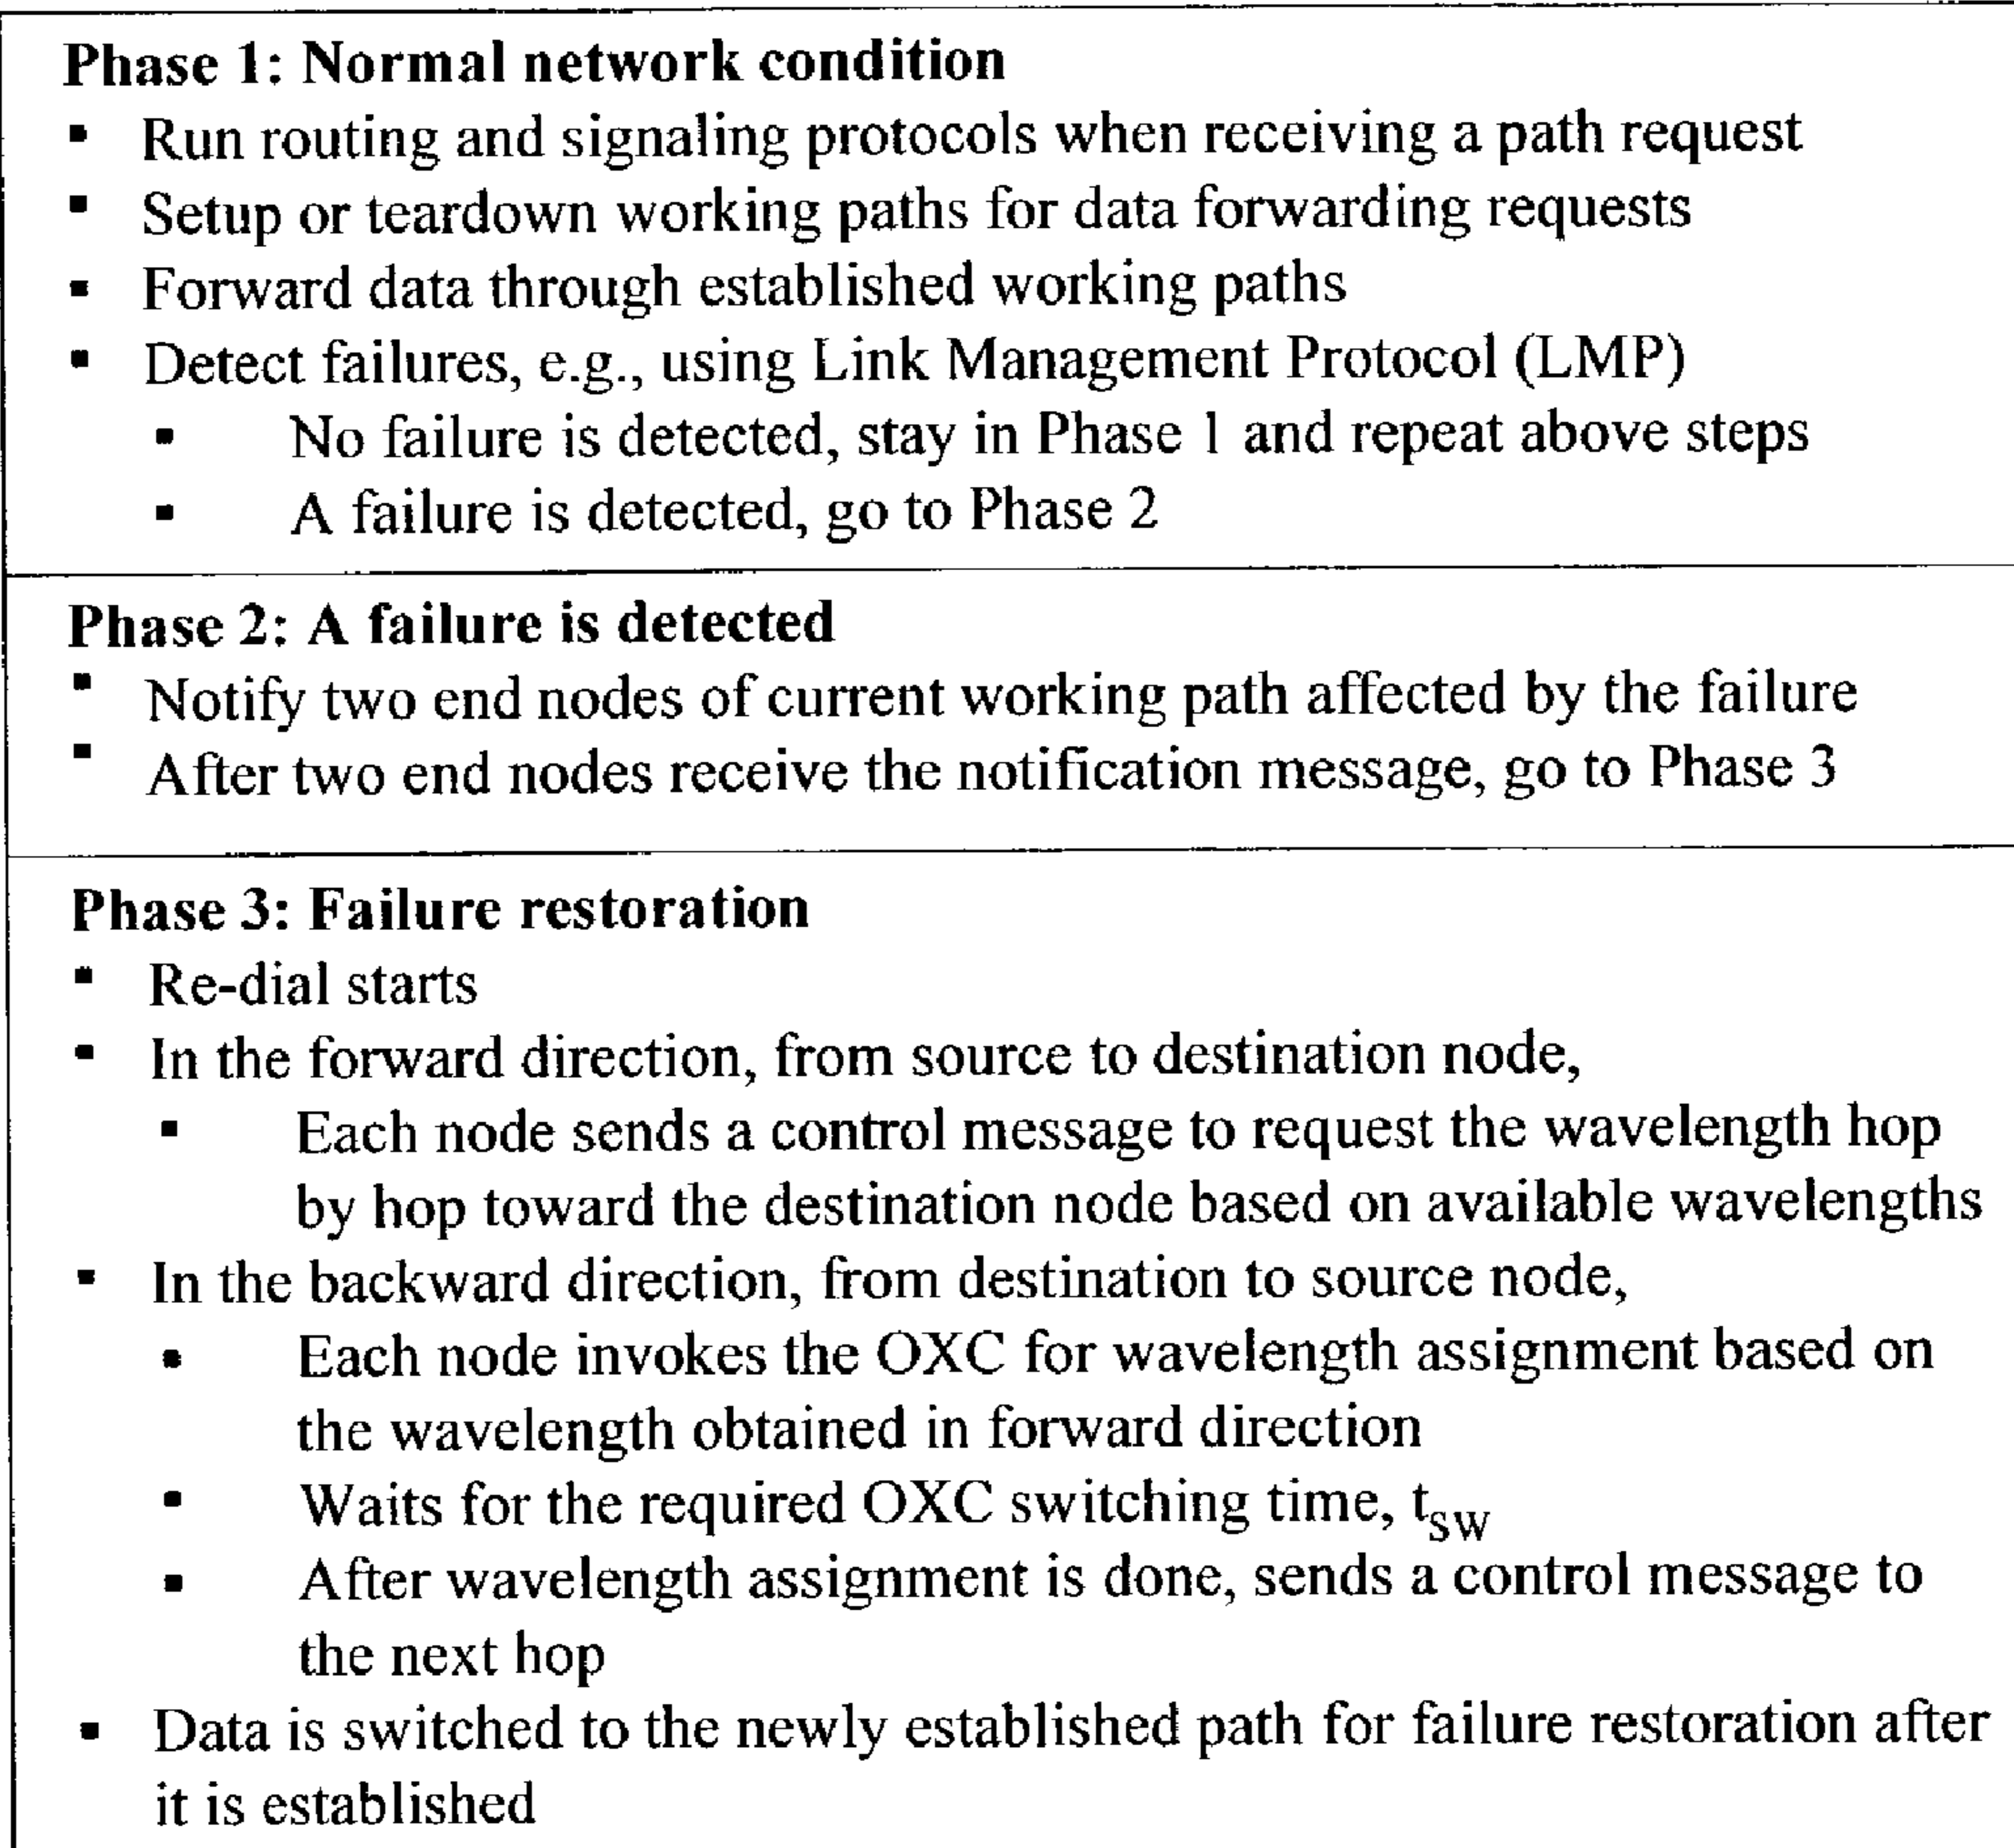 Phase 1: Normal network condition
▪ Run routing and signaling protocols when receiving a path request
▪ Setup or teardown working paths for data forwarding requests
▪ Forward data through established working paths
▪ Detect failures, e.g., using Link Management Protocol (LMP)
▪ No failure is detected, stay in Phase 1 and repeat above steps
▪ A failure is detected, go to Phase 2
Phase 2: A failure is detected
▪ Notify two end nodes of current working path affected by the failure
▪ After two end nodes receive the notification message, go to Phase 3
Phase 3: Failure restoration
▪ Re-dial starts
▪ In the forward direction, from source to destination node,
▪ Each node sends a control message to request the wavelength hop
by hop toward the destination node based on available wavelengths
▪ In the backward direction, from destination to source node,
▪ Each node invokes the OXC for wavelength assignment based on
the wavelength obtained in forward direction
▪ Waits for the required OXC switching time, tsw
▪ After wavelength assignment is done, sends a control message to
the next hop
▪ Data is switched to the newly established path for failure restoration after
it is established